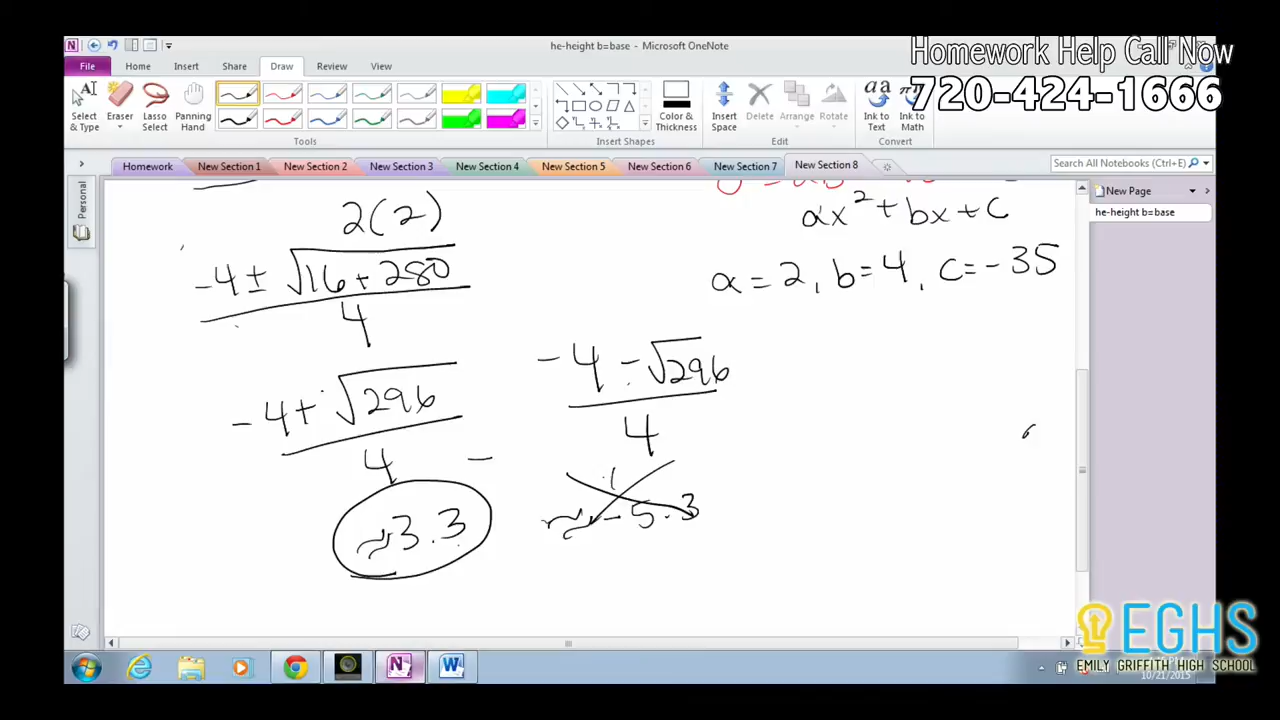 he-height b=base - Microsoft OneNote
Homework Help Call Now
720-424-1666
File Home Insert Share Draw Review View
Select & Type
Eraser
Lasso Select
Panning Hand
Color & Thickness
Insert Space
Delete
Arrange
Rotate
Ink to Text
Ink to Math
Tools
Insert Shapes
Edit
Convert
Homework New Section 1 New Section 2 New Section 3 New Section 4 New Section 5 New Section 6 New Section 7 New Section 8
Search All Notebooks (Ctrl+E)
Personal
New Page
he-height b=base
2(2)
ax² + bx + c
-4 ± √16 + 280
4
a = 2, b = 4, c = -35
-4 + √296
4
-4 - √296
4
≈3.3
≈-5.3
EGHS
EMILY GRIFFITH HIGH SCHOOL
10/21/2015